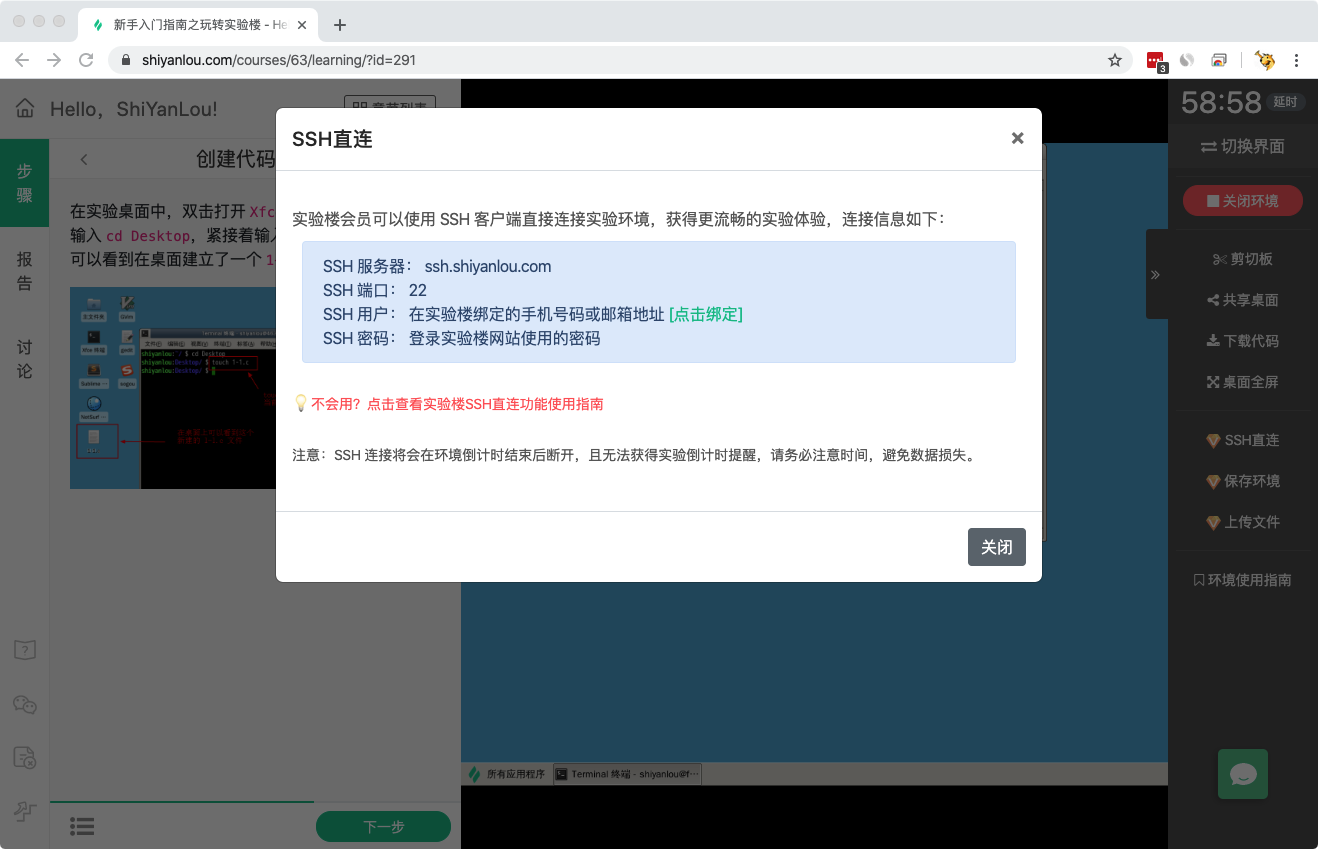 新手入门指南之玩转实验楼 - He
shiyanlou.com/courses/63/learning/?id=291
3
Hello，ShiYanLou!
章节列表
58:58
延时
切换界面
关闭环境
剪切板
共享桌面
下载代码
桌面全屏
SSH直连
保存环境
上传文件
环境使用指南
步骤
报告
讨论
创建代码
在实验桌面中，双击打开 Xfc
输入 cd Desktop，紧接着输入
可以看到在桌面建立了一个 1
shiyanlou:~/ $ cd Desktop
shiyanlou:Desktop/ $ touch 1-1.c
shiyanlou:Desktop/ $
SSH直连
实验楼会员可以使用 SSH 客户端直接连接实验环境，获得更流畅的实验体验，连接信息如下：
SSH 服务器： ssh.shiyanlou.com
SSH 端口： 22
SSH 用户： 在实验楼绑定的手机号码或邮箱地址 [点击绑定]
SSH 密码： 登录实验楼网站使用的密码
不会用？点击查看实验楼SSH直连功能使用指南
注意：SSH 连接将会在环境倒计时结束后断开，且无法获得实验倒计时提醒，请务必注意时间，避免数据损失。
关闭
所有应用程序
Terminal 终端 - shiyanlou@f···
下一步